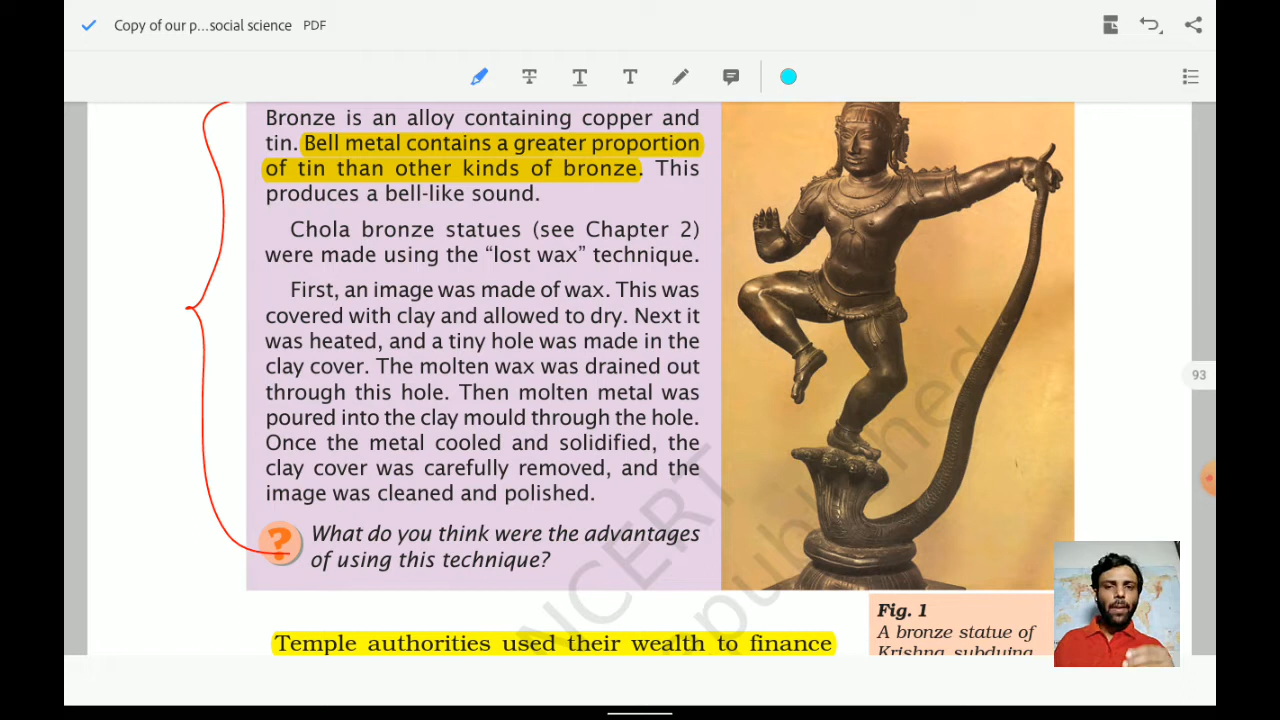 Copy of our p...social science PDF
Bronze is an alloy containing copper and
tin. Bell metal contains a greater proportion
of tin than other kinds of bronze. This
produces a bell-like sound.
Chola bronze statues (see Chapter 2)
were made using the “lost wax” technique.
First, an image was made of wax. This was
covered with clay and allowed to dry. Next it
was heated, and a tiny hole was made in the
clay cover. The molten wax was drained out
through this hole. Then molten metal was
poured into the clay mould through the hole.
Once the metal cooled and solidified, the
clay cover was carefully removed, and the
image was cleaned and polished.
? What do you think were the advantages
of using this technique?
93
NCERT
published
Fig. 1
A bronze statue of
Krishna subduing
Temple authorities used their wealth to finance